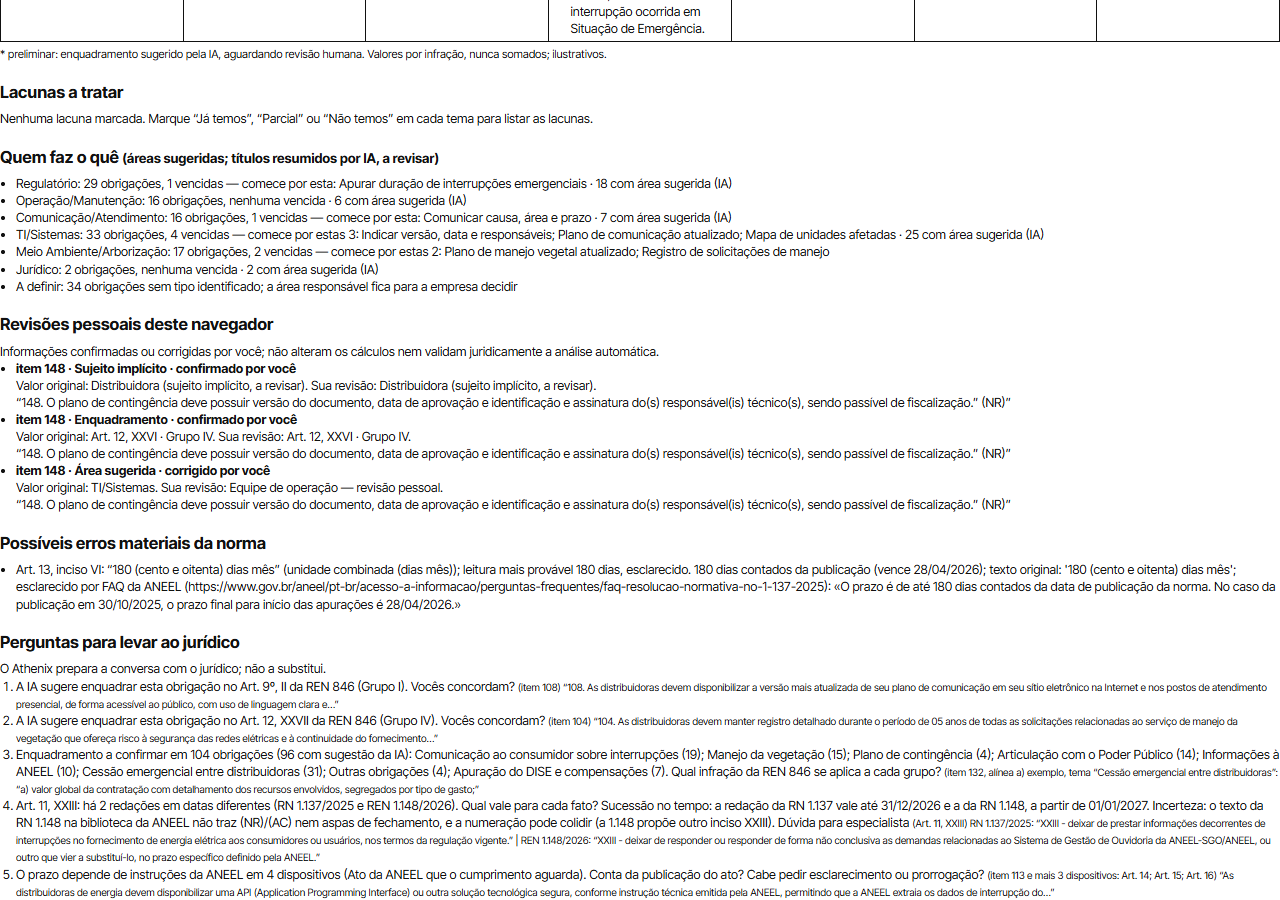 interrupção ocorrida em
Situação de Emergência.
* preliminar: enquadramento sugerido pela IA, aguardando revisão humana. Valores por infração, nunca somados; ilustrativos.
Lacunas a tratar
Nenhuma lacuna marcada. Marque “Já temos”, “Parcial” ou “Não temos” em cada tema para listar as lacunas.
Quem faz o quê (áreas sugeridas; títulos resumidos por IA, a revisar)
• Regulatório: 29 obrigações, 1 vencidas — comece por esta: Apurar duração de interrupções emergenciais · 18 com área sugerida (IA)
• Operação/Manutenção: 16 obrigações, nenhuma vencida · 6 com área sugerida (IA)
• Comunicação/Atendimento: 16 obrigações, 1 vencidas — comece por esta: Comunicar causa, área e prazo · 7 com área sugerida (IA)
• TI/Sistemas: 33 obrigações, 4 vencidas — comece por estas 3: Indicar versão, data e responsáveis; Plano de comunicação atualizado; Mapa de unidades afetadas · 25 com área sugerida (IA)
• Meio Ambiente/Arborização: 17 obrigações, 2 vencidas — comece por estas 2: Plano de manejo vegetal atualizado; Registro de solicitações de manejo
• Jurídico: 2 obrigações, nenhuma vencida · 2 com área sugerida (IA)
• A definir: 34 obrigações sem tipo identificado; a área responsável fica para a empresa decidir
Revisões pessoais deste navegador
Informações confirmadas ou corrigidas por você; não alteram os cálculos nem validam juridicamente a análise automática.
• item 148 · Sujeito implícito · confirmado por você
Valor original: Distribuidora (sujeito implícito, a revisar). Sua revisão: Distribuidora (sujeito implícito, a revisar).
“148. O plano de contingência deve possuir versão do documento, data de aprovação e identificação e assinatura do(s) responsável(is) técnico(s), sendo passível de fiscalização.” (NR)”
• item 148 · Enquadramento · confirmado por você
Valor original: Art. 12, XXVI · Grupo IV. Sua revisão: Art. 12, XXVI · Grupo IV.
“148. O plano de contingência deve possuir versão do documento, data de aprovação e identificação e assinatura do(s) responsável(is) técnico(s), sendo passível de fiscalização.” (NR)”
• item 148 · Área sugerida · corrigido por você
Valor original: TI/Sistemas. Sua revisão: Equipe de operação — revisão pessoal.
“148. O plano de contingência deve possuir versão do documento, data de aprovação e identificação e assinatura do(s) responsável(is) técnico(s), sendo passível de fiscalização.” (NR)”
Possíveis erros materiais da norma
• Art. 13, inciso VI: “180 (cento e oitenta) dias mês” (unidade combinada (dias mês)); leitura mais provável 180 dias, esclarecido. 180 dias contados da publicação (vence 28/04/2026); texto original: '180 (cento e oitenta) dias mês';
esclarecido por FAQ da ANEEL (https://www.gov.br/aneel/pt-br/acesso-a-informacao/perguntas-frequentes/faq-resolucao-normativa-no-1-137-2025): «O prazo é de até 180 dias contados da data de publicação da norma. No caso da
publicação em 30/10/2025, o prazo final para início das apurações é 28/04/2026.»
Perguntas para levar ao jurídico
O Athenix prepara a conversa com o jurídico; não a substitui.
1. A IA sugere enquadrar esta obrigação no Art. 9º, II da REN 846 (Grupo I). Vocês concordam? (item 108) “108. As distribuidoras devem disponibilizar a versão mais atualizada de seu plano de comunicação em seu sítio eletrônico na Internet e nos postos de atendimento
presencial, de forma acessível ao público, com uso de linguagem clara e…”
2. A IA sugere enquadrar esta obrigação no Art. 12, XXVII da REN 846 (Grupo IV). Vocês concordam? (item 104) “104. As distribuidoras devem manter registro detalhado durante o período de 05 anos de todas as solicitações relacionadas ao serviço de manejo da
vegetação que ofereça risco à segurança das redes elétricas e à continuidade do fornecimento…”
3. Enquadramento a confirmar em 104 obrigações (96 com sugestão da IA): Comunicação ao consumidor sobre interrupções (19); Manejo da vegetação (15); Plano de contingência (4); Articulação com o Poder Público (14); Informações à
ANEEL (10); Cessão emergencial entre distribuidoras (31); Outras obrigações (4); Apuração do DISE e compensações (7). Qual infração da REN 846 se aplica a cada grupo? (item 132, alínea a) exemplo, tema “Cessão emergencial entre distribuidoras”:
“a) valor global da contratação com detalhamento dos recursos envolvidos, segregados por tipo de gasto;”
4. Art. 11, XXIII: há 2 redações em datas diferentes (RN 1.137/2025 e REN 1.148/2026). Qual vale para cada fato? Sucessão no tempo: a redação da RN 1.137 vale até 31/12/2026 e a da RN 1.148, a partir de 01/01/2027. Incerteza: o texto da
RN 1.148 na biblioteca da ANEEL não traz (NR)/(AC) nem aspas de fechamento, e a numeração pode colidir (a 1.148 propõe outro inciso XXIII). Dúvida para especialista (Art. 11, XXIII) RN 1.137/2025: “XXIII - deixar de prestar informações decorrentes de
interrupções no fornecimento de energia elétrica aos consumidores ou usuários, nos termos da regulação vigente.” | REN 1.148/2026: “XXIII - deixar de responder ou responder de forma não conclusiva as demandas relacionadas ao Sistema de Gestão de Ouvidoria da ANEEL-SGO/ANEEL, ou
outro que vier a substituí-lo, no prazo específico definido pela ANEEL.”
5. O prazo depende de instruções da ANEEL em 4 dispositivos (Ato da ANEEL que o cumprimento aguarda). Conta da publicação do ato? Cabe pedir esclarecimento ou prorrogação? (item 113 e mais 3 dispositivos: Art. 14; Art. 15; Art. 16) “As
distribuidoras de energia devem disponibilizar uma API (Application Programming Interface) ou outra solução tecnológica segura, conforme instrução técnica emitida pela ANEEL, permitindo que a ANEEL extraia os dados de interrupção do…”